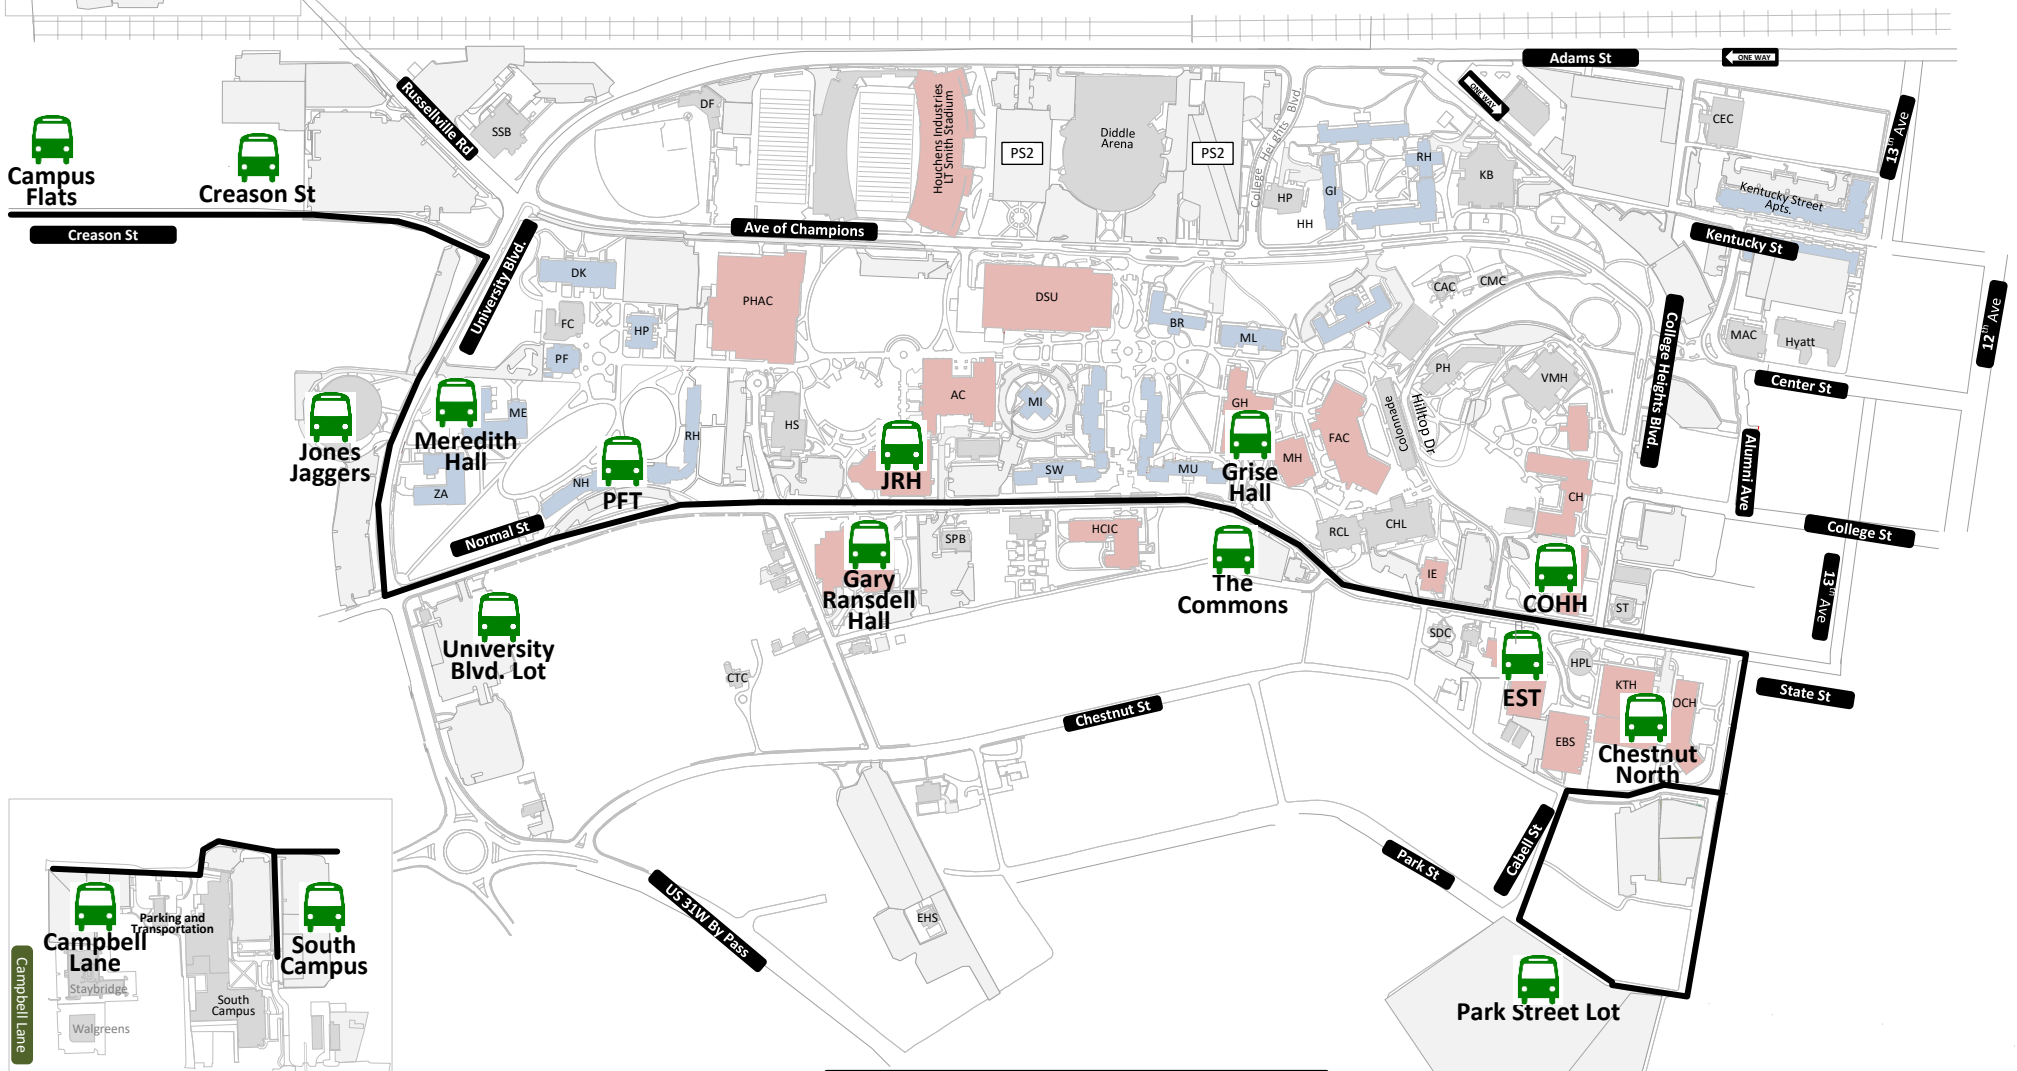 Adams St
ONE WAY
ONE WAY
Russellville Rd
SSB
DF
Houchens Industries
LT Smith Stadium
PS2
Diddle
Arena
PS2
College Heights Blvd.
HP
HH
GI
RH
KB
CEC
13th Ave
Kentucky Street
Apts.
Kentucky St
Campus
Flats
Creason St
Creason St
University Blvd.
Ave of Champions
DK
FC
HP
PF
PHAC
DSU
BR
ML
CAC
CMC
PH
VMH
MAC
Hyatt
12th Ave
Center St
College Heights Blvd.
Alumni Ave
College St
13th Ave
Jones
Jaggers
Meredith
Hall
ME
ZA
NH
PFT
RH
HS
AC
MI
JRH
SW
MU
GH
Grise
Hall
MH
FAC
Colonade
Hilltop Dr
CH
Normal St
University
Blvd. Lot
Gary
Ransdell
Hall
SPB
HCIC
The
Commons
RCL
CHL
IE
COHH
ST
SDC
HPL
EST
KTH
OCH
EBS
Chestnut
North
State St
CTC
Chestnut St
Cabell St
Park St
US 31W By Pass
EHS
Park Street Lot
Campbell Lane
Campbell
Lane
Parking and
Transportation
South
Campus
South
Campus
Staybridge
Walgreens